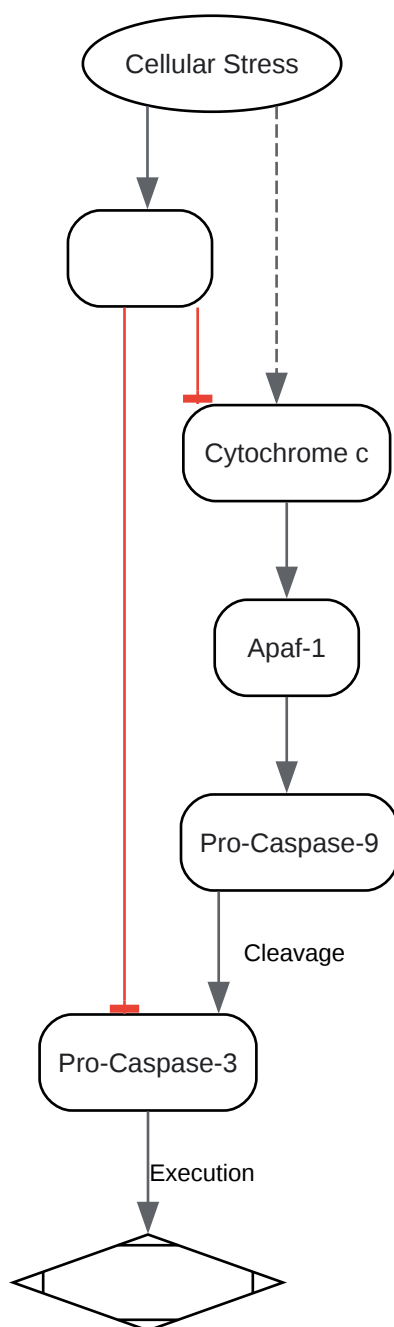 Cellular Stress
Cytochrome c
Apaf-1
Pro-Caspase-9
Cleavage
Pro-Caspase-3
Execution